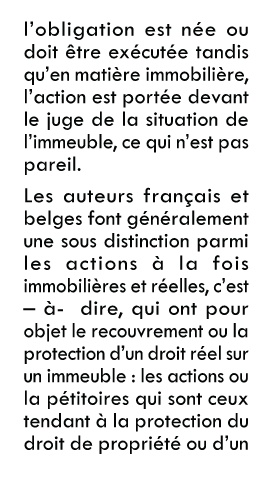 l'obligation est née ou
doit être exécutée tandis
qu'en matière immobilière,
l'action est portée devant
le juge de la situation de
l'immeuble, ce qui n'est pas
pareil.
Les auteurs français et
belges font généralement
une sous distinction parmi
les actions à la fois
immobilières et réelles, c'est
– à- dire, qui ont pour
objet le recouvrement ou la
protection d'un droit réel sur
un immeuble : les actions ou
la pétitoires qui sont ceux
tendant à la protection du
droit de propriété ou d'un